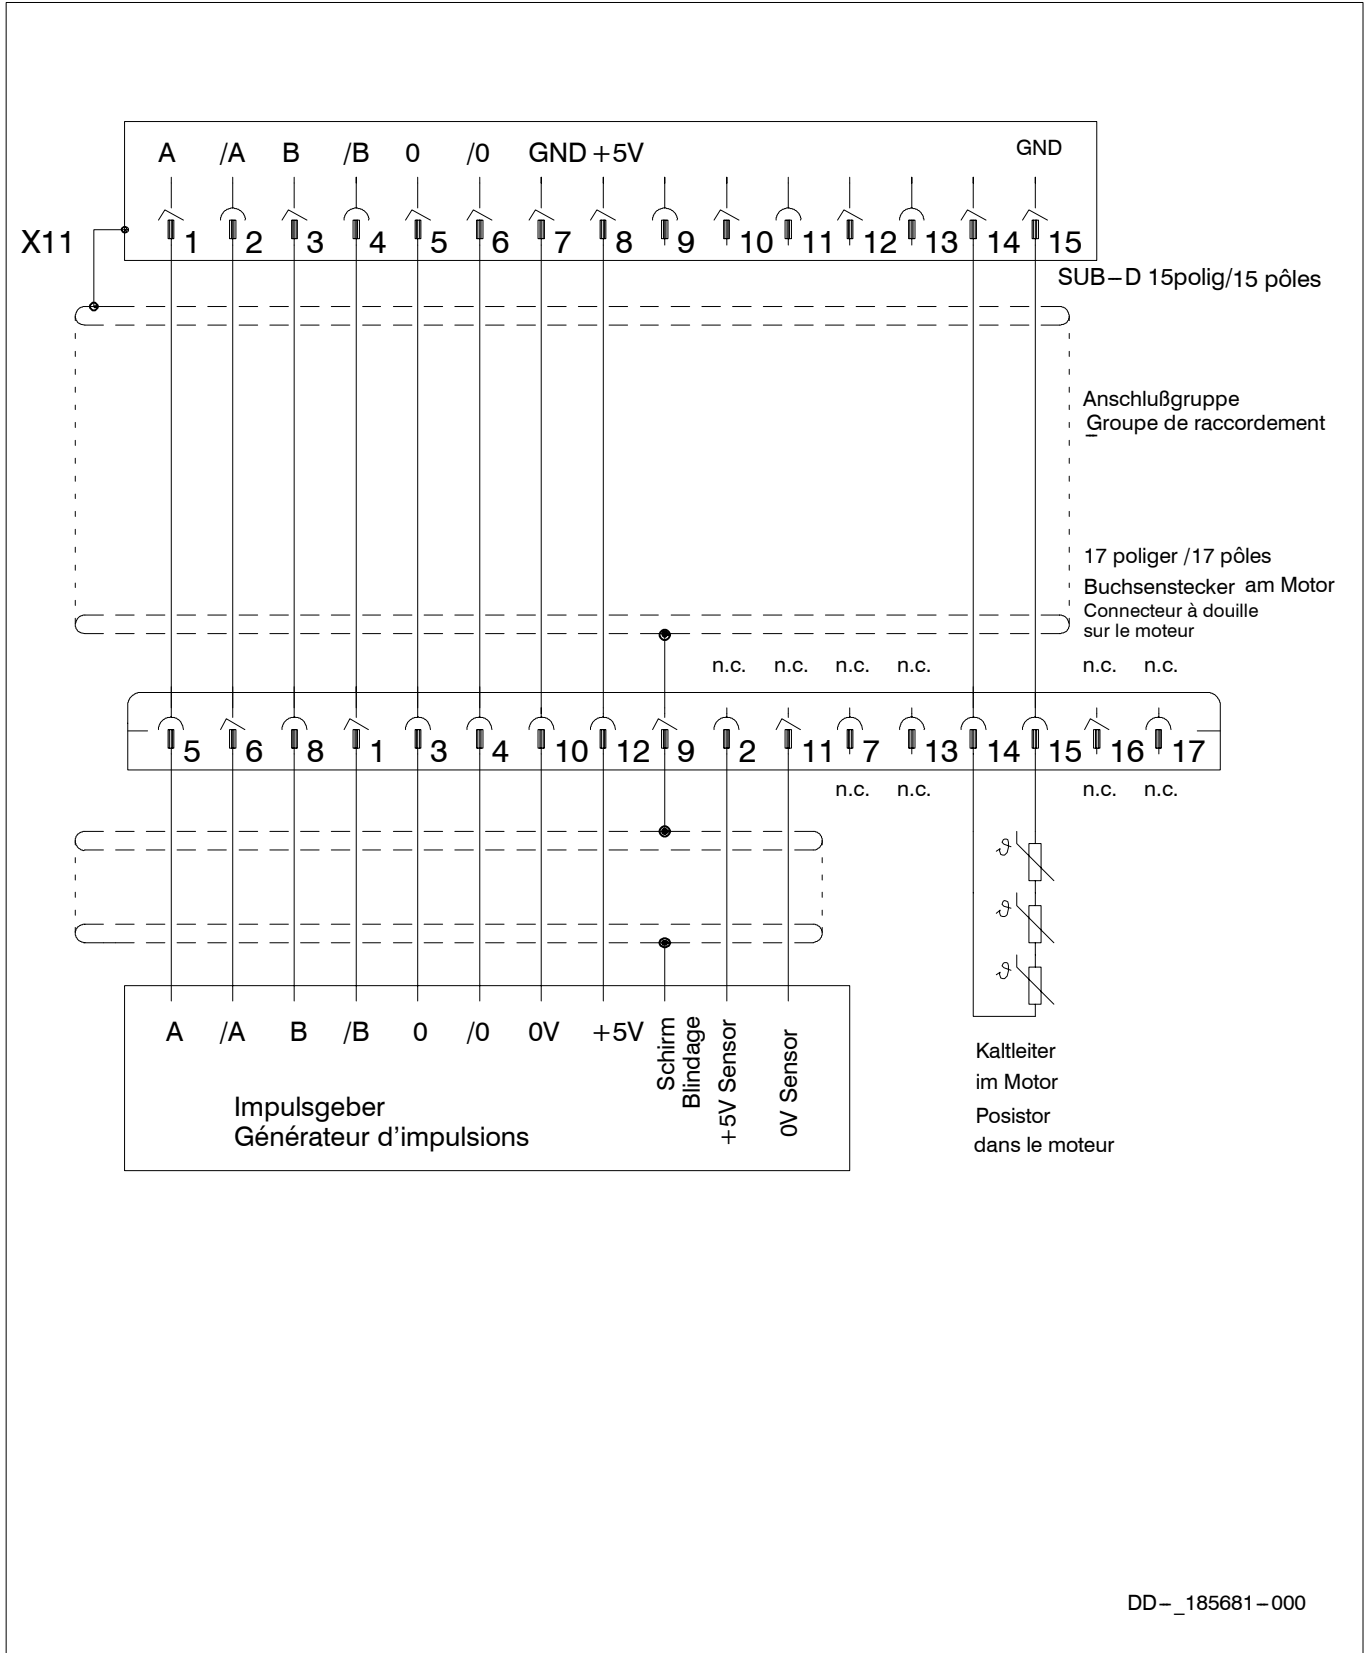 A /A B /B 0 /0 GND +5V GND
X11 1 2 3 4 5 6 7 8 9 10 11 12 13 14 15
SUB-D 15polig/15 pôles
Anschlußgruppe
Groupe de raccordement
17 poliger /17 pôles
Buchsenstecker am Motor
Connecteur à douille
sur le moteur
n.c. n.c. n.c. n.c. n.c. n.c.
5 6 8 1 3 4 10 12 9 2 11 7 13 14 15 16 17
n.c. n.c. n.c. n.c.
ϑ
ϑ
ϑ
A /A B /B 0 /0 0V +5V
Schirm
Blindage
+5V Sensor
0V Sensor
Impulsgeber
Générateur d'impulsions
Kaltleiter
im Motor
Posistor
dans le moteur
DD-_185681-000